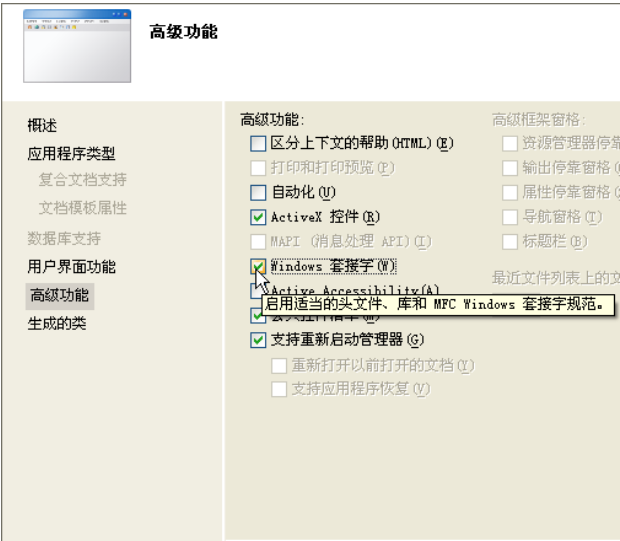 高级功能
概述
应用程序类型
复合文档支持
文档模板属性
数据库支持
用户界面功能
高级功能
生成的类
高级功能:
区分上下文的帮助(HTML)(E)
打印和打印预览(P)
自动化(U)
ActiveX 控件(R)
MAPI (消息处理 API)(I)
Windows 套接字(W)
Active Accessibility(A)
启用适当的头文件、库和 MFC Windows 套接字规范。
公共控件清单(M)
支持重新启动管理器(G)
重新打开以前打开的文档(Y)
支持应用程序恢复(V)
高级框架窗格:
资源管理器停靠
输出停靠窗格(
属性停靠窗格(
导航窗格(T)
标题栏(B)
最近文件列表上的文